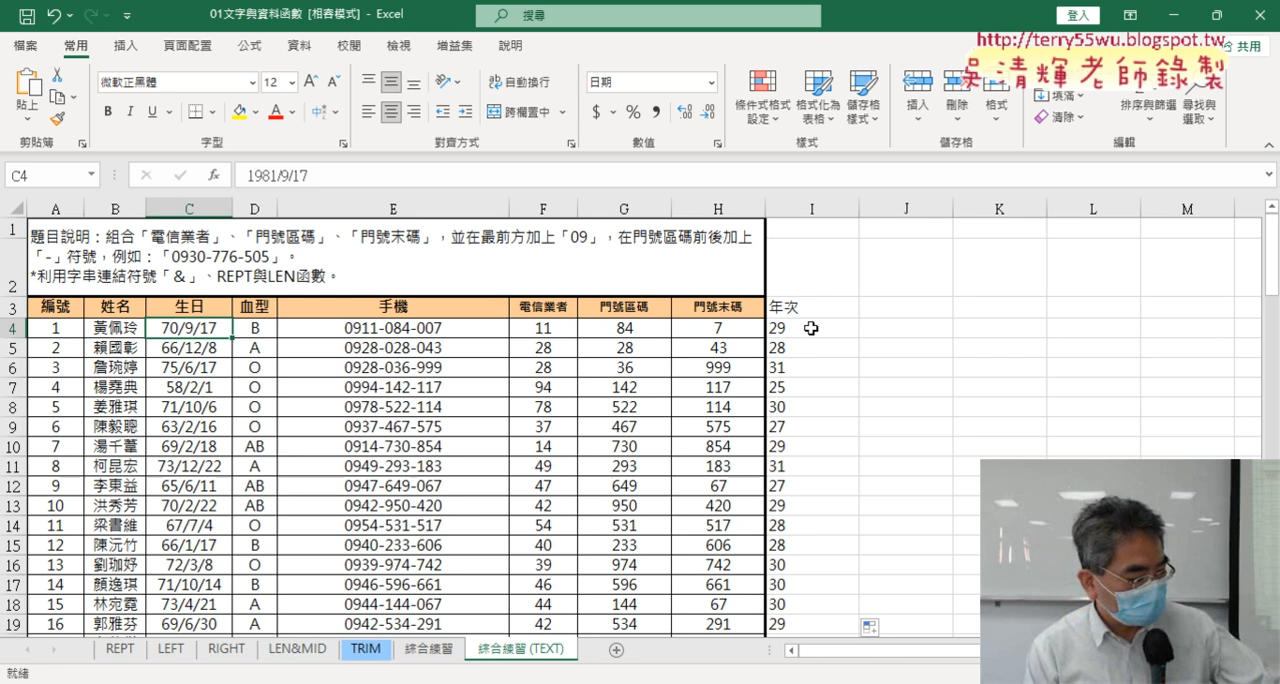 01文字與資料函數 [相容模式] - Excel
搜尋
登入
http://terry55wu.blogspot.tw
吳清輝老師錄製
檔案 常用 插入 頁面配置 公式 資料 校閱 檢視 增益集 說明
共用
貼上
微軟正黑體 12
自動換行
跨欄置中
日期
條件式格式設定
格式化為表格
儲存格樣式
插入 刪除 格式
填滿
清除
排序與篩選
尋找與選取
剪貼簿 字型 對齊方式 數值 樣式 儲存格 編輯
C4 1981/9/17
A B C D E F G H I J K L M
1 題目說明：組合「電信業者」、「門號區碼」、「門號末碼」，並在最前方加上「09」，在門號區碼前後加上
「-」符號，例如：「0930-776-505」。
2 *利用字串連結符號「&」、REPT與LEN函數。
3 編號 姓名 生日 血型 手機 電信業者 門號區碼 門號末碼 年次
4 1 黃佩玲 70/9/17 B 0911-084-007 11 84 7 29
5 2 賴國彰 66/12/8 A 0928-028-043 28 28 43 28
6 3 詹琬婷 75/6/17 O 0928-036-999 28 36 999 31
7 4 楊堯典 58/2/1 O 0994-142-117 94 142 117 25
8 5 姜雅琪 71/10/6 O 0978-522-114 78 522 114 30
9 6 陳毅聰 63/2/16 O 0937-467-575 37 467 575 27
10 7 湯千葦 69/2/18 AB 0914-730-854 14 730 854 29
11 8 柯昆宏 73/12/22 A 0949-293-183 49 293 183 31
12 9 李東益 65/6/11 AB 0947-649-067 47 649 67 27
13 10 洪秀芳 70/2/22 AB 0942-950-420 42 950 420 29
14 11 梁書維 67/7/4 O 0954-531-517 54 531 517 28
15 12 陳沅竹 66/1/17 B 0940-233-606 40 233 606 28
16 13 劉珈妤 72/3/8 O 0939-974-742 39 974 742 30
17 14 顏逸琪 71/10/14 B 0946-596-661 46 596 661 30
18 15 林宛霓 73/4/21 A 0944-144-067 44 144 67 30
19 16 郭雅芬 69/6/30 A 0942-534-291 42 534 291 29
REPT LEFT RIGHT LEN&MID TRIM 綜合練習 綜合練習 (TEXT)
就緒